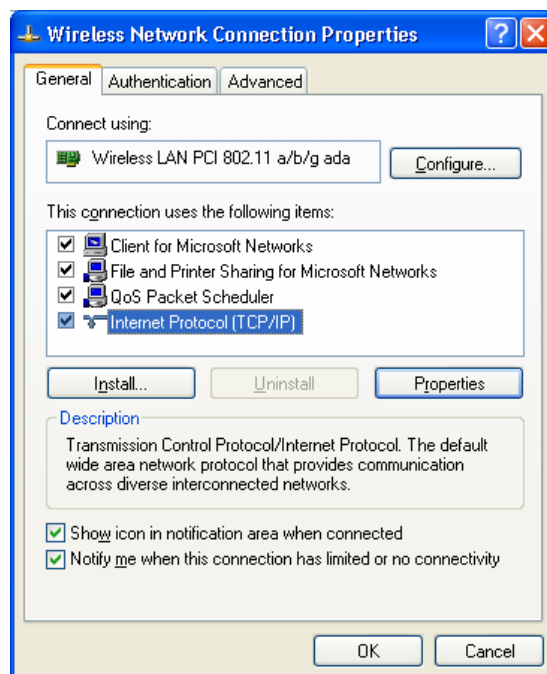 Wireless Network Connection Properties
General Authentication Advanced
Connect using:
Wireless LAN PCI 802.11 a/b/g ada
Configure...
This connection uses the following items:
Client for Microsoft Networks
File and Printer Sharing for Microsoft Networks
QoS Packet Scheduler
Internet Protocol (TCP/IP)
Install... Uninstall Properties
Description
Transmission Control Protocol/Internet Protocol. The default
wide area network protocol that provides communication
across diverse interconnected networks.
Show icon in notification area when connected
Notify me when this connection has limited or no connectivity
OK Cancel